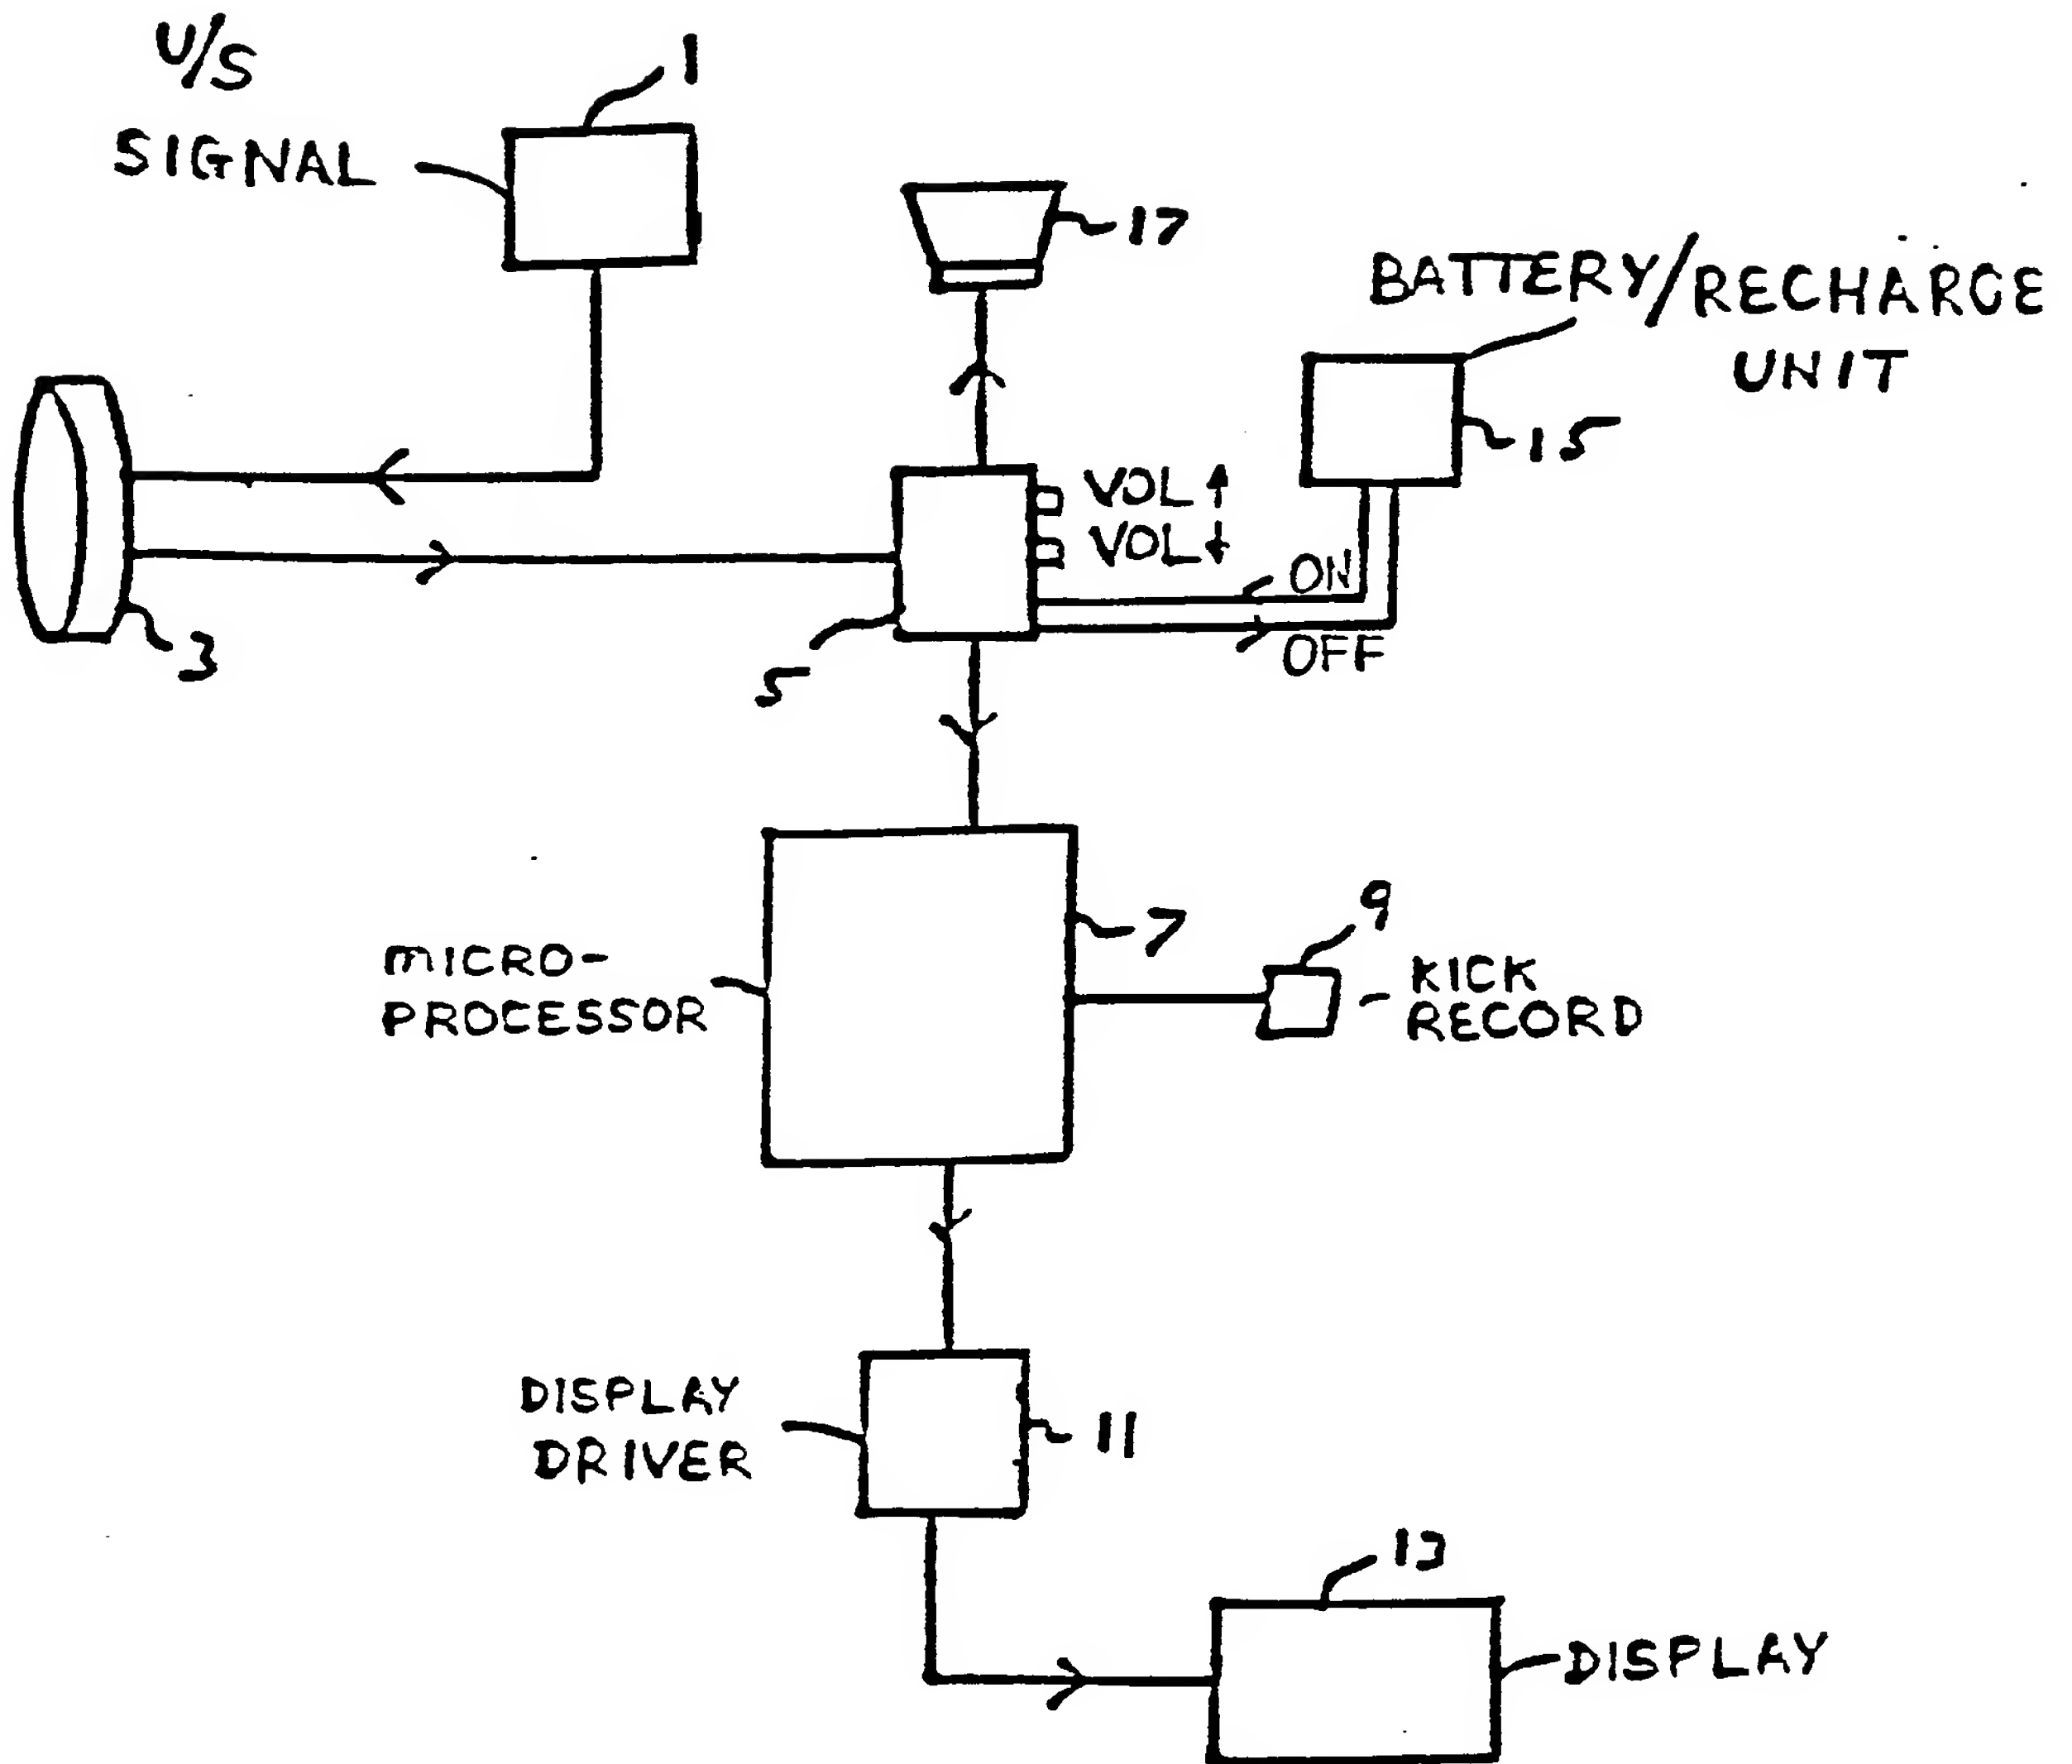 U/S
SIGNAL
1
17
BATTERY/RECHARGE
UNIT
15
VOL ↑
VOL ↓
ON
OFF
3
5
7
9
MICRO-
PROCESSOR
- KICK
RECORD
DISPLAY
DRIVER
11
13
DISPLAY